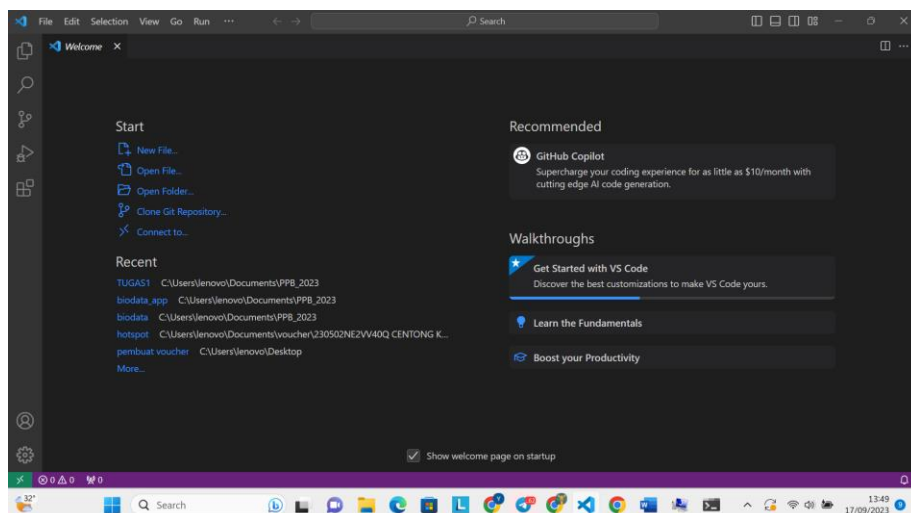 File Edit Selection View Go Run ··· Search
Welcome
Start
New File...
Open File...
Open Folder...
Clone Git Repository...
Connect to...
Recent
TUGAS1 C:\Users\lenovo\Documents\PPB_2023
biodata_app C:\Users\lenovo\Documents\PPB_2023
biodata C:\Users\lenovo\Documents\PPB_2023
hotspot C:\Users\lenovo\Documents\voucher\230502NE2VV40Q CENTONG K...
pembuat voucher C:\Users\lenovo\Desktop
More...
Recommended
GitHub Copilot
Supercharge your coding experience for as little as $10/month with
cutting edge AI code generation.
Walkthroughs
Get Started with VS Code
Discover the best customizations to make VS Code yours.
Learn the Fundamentals
Boost your Productivity
Show welcome page on startup
0 0 0
32°
Search
13:49
17/09/2023